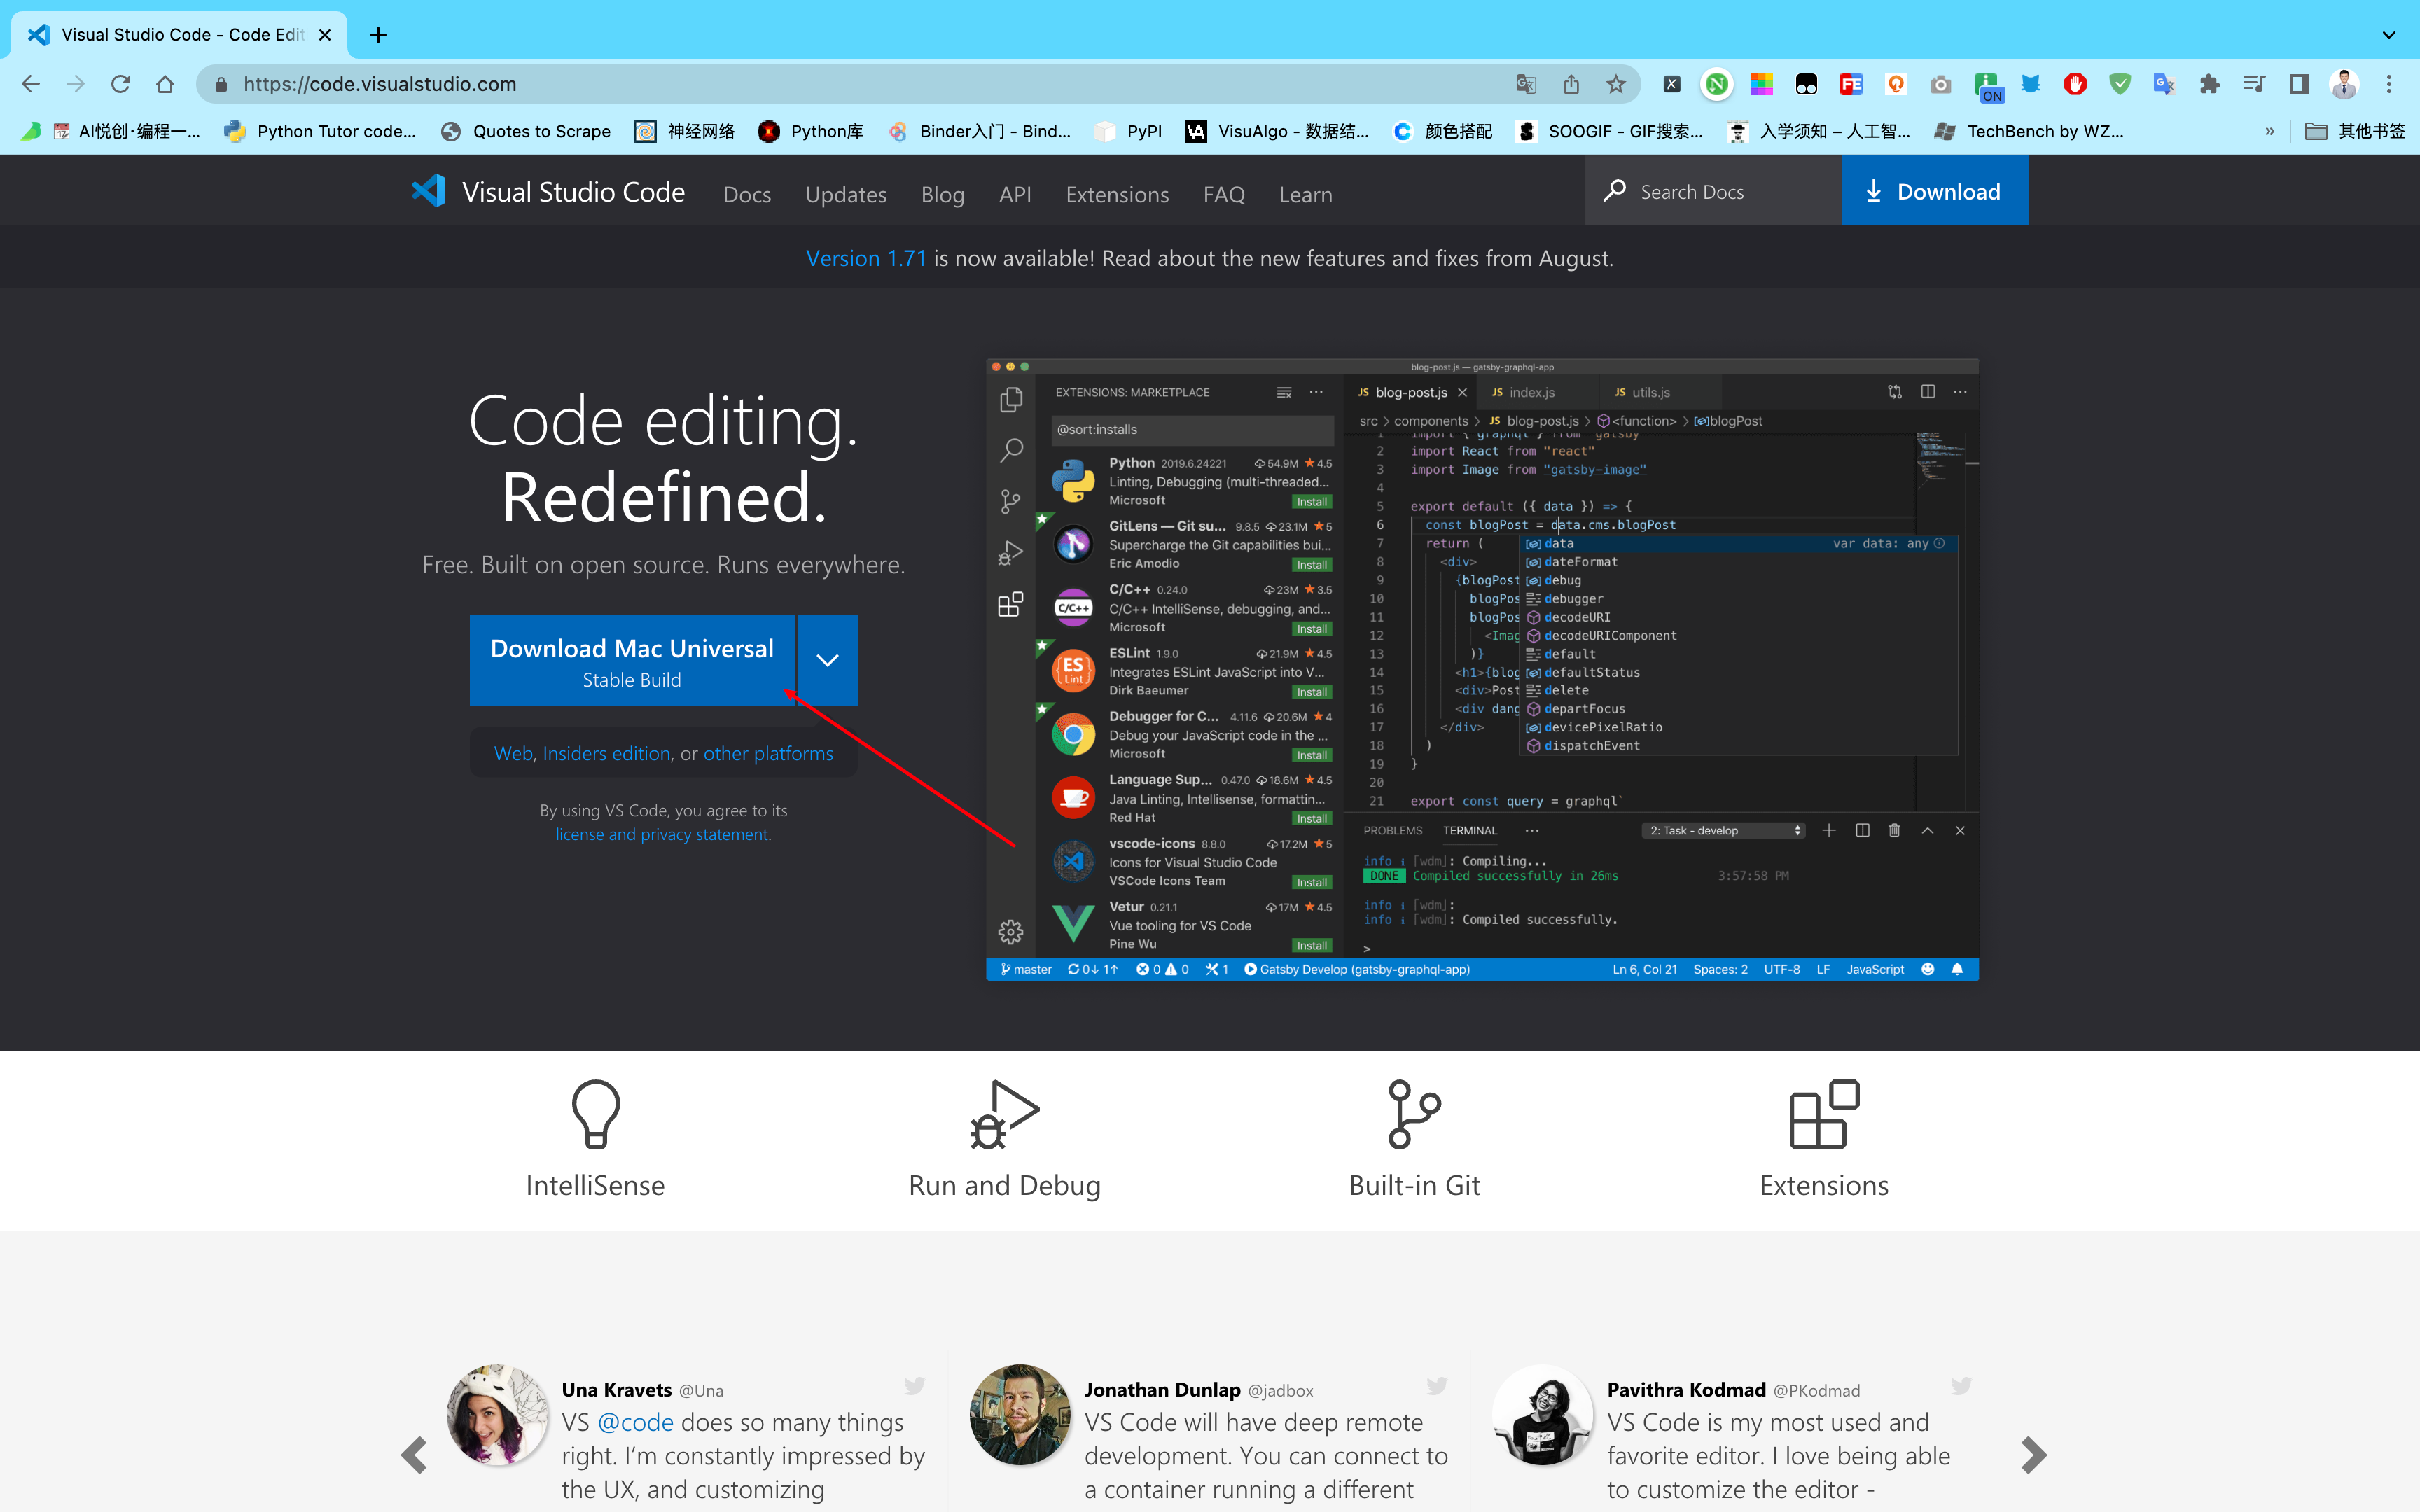 Visual Studio Code - Code Edit
https://code.visualstudio.com
ON
AI悦创·编程一...
Python Tutor code...
Quotes to Scrape
神经网络
Python库
Binder入门 - Bind...
PyPI
VisuAlgo - 数据结...
颜色搭配
SOOGIF - GIF搜索...
入学须知 – 人工智...
TechBench by WZ...
»
其他书签
Visual Studio Code
Docs
Updates
Blog
API
Extensions
FAQ
Learn
Search Docs
Download
Version 1.71 is now available! Read about the new features and fixes from August.
Code editing.
Redefined.
Free. Built on open source. Runs everywhere.
Download Mac Universal
Stable Build
Web, Insiders edition, or other platforms
By using VS Code, you agree to its
license and privacy statement.
blog-post.js — gatsby-graphql-app
EXTENSIONS: MARKETPLACE
@sort:installs
Python 2019.6.24221 54.9M 4.5
Linting, Debugging (multi-threaded...
Microsoft
Install
GitLens — Git su... 9.8.5 23.1M 5
Supercharge the Git capabilities bui...
Eric Amodio
Install
C/C++ 0.24.0 23M 3.5
C/C++ IntelliSense, debugging, and...
Microsoft
Install
ESLint 1.9.0 21.9M 4.5
Integrates ESLint JavaScript into V...
Dirk Baeumer
Install
Debugger for C... 4.11.6 20.6M 4
Debug your JavaScript code in the ...
Microsoft
Install
Language Sup... 0.47.0 18.6M 4.5
Java Linting, Intellisense, formattin...
Red Hat
Install
vscode-icons 8.8.0 17.2M 5
Icons for Visual Studio Code
VSCode Icons Team
Install
Vetur 0.21.1 17M 4.5
Vue tooling for VS Code
Pine Wu
Install
JS blog-post.js
JS index.js
JS utils.js
src > components > JS blog-post.js > <function> > blogPost
1 import { graphql } from "gatsby"
2 import React from "react"
3 import Image from "gatsby-image"
4
5 export default ({ data }) => {
6 const blogPost = data.cms.blogPost
7 return (
8 <div>
9 {blogPost
10 blogPos
11 blogPos
12 <Imag
13 )}
14 <h1>{blog
15 <div>Post
16 <div dang
17 </div>
18 )
19 }
20
21 export const query = graphql`
data var data: any
dateFormat
debug
debugger
decodeURI
decodeURIComponent
default
defaultStatus
delete
departFocus
devicePixelRatio
dispatchEvent
PROBLEMS
TERMINAL
2: Task - develop
info i ｢wdm｣: Compiling...
DONE Compiled successfully in 26ms 3:57:58 PM
info i ｢wdm｣:
info i ｢wdm｣: Compiled successfully.
>
master 0↓ 1↑ 0 0 1 Gatsby Develop (gatsby-graphql-app)
Ln 6, Col 21 Spaces: 2 UTF-8 LF JavaScript
IntelliSense
Run and Debug
Built-in Git
Extensions
Una Kravets @Una
VS @code does so many things
right. I’m constantly impressed by
the UX, and customizing
Jonathan Dunlap @jadbox
VS Code will have deep remote
development. You can connect to
a container running a different
Pavithra Kodmad @PKodmad
VS Code is my most used and
favorite editor. I love being able
to customize the editor -